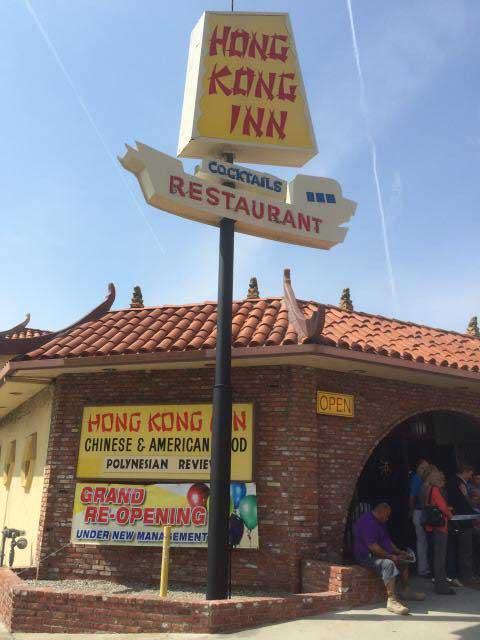 HONG
KONG
INN
COCKTAILS
RESTAURANT
OPEN
HONG KONG INN
CHINESE & AMERICAN FOOD
POLYNESIAN REVIEW
GRAND
RE-OPENING
UNDER NEW MANAGEMENT